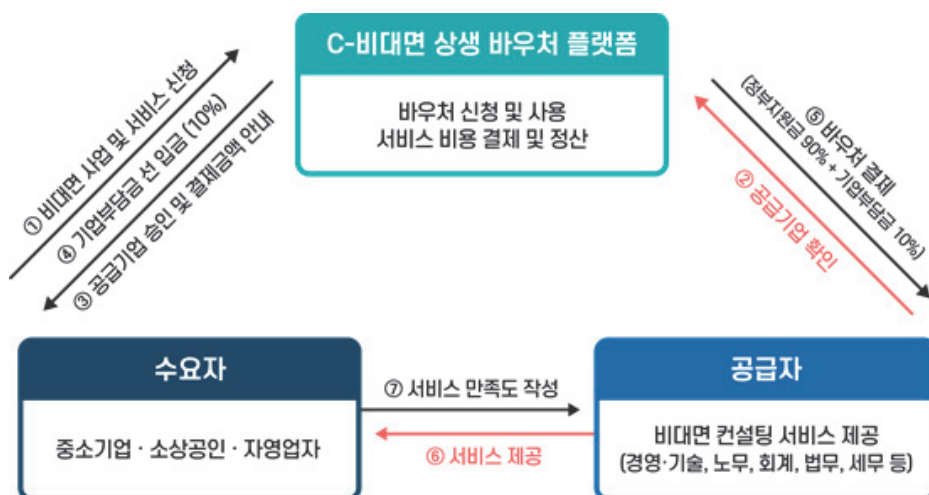 C-비대면 상생 바우처 플랫폼
바우처 신청 및 사용
서비스 비용 결제 및 정산
① 비대면 사업 및 서비스 신청
④ 기업부담금 선 입금 (10%)
③ 공급기업 승인 및 결제금액 안내
⑤ 바우처 결제
(정부지원금 90% + 기업부담금 10%)
② 공급기업 확인
수요자
중소기업 · 소상공인 · 자영업자
⑦ 서비스 만족도 작성
⑥ 서비스 제공
공급자
비대면 컨설팅 서비스 제공
(경영·기술, 노무, 회계, 법무, 세무 등)